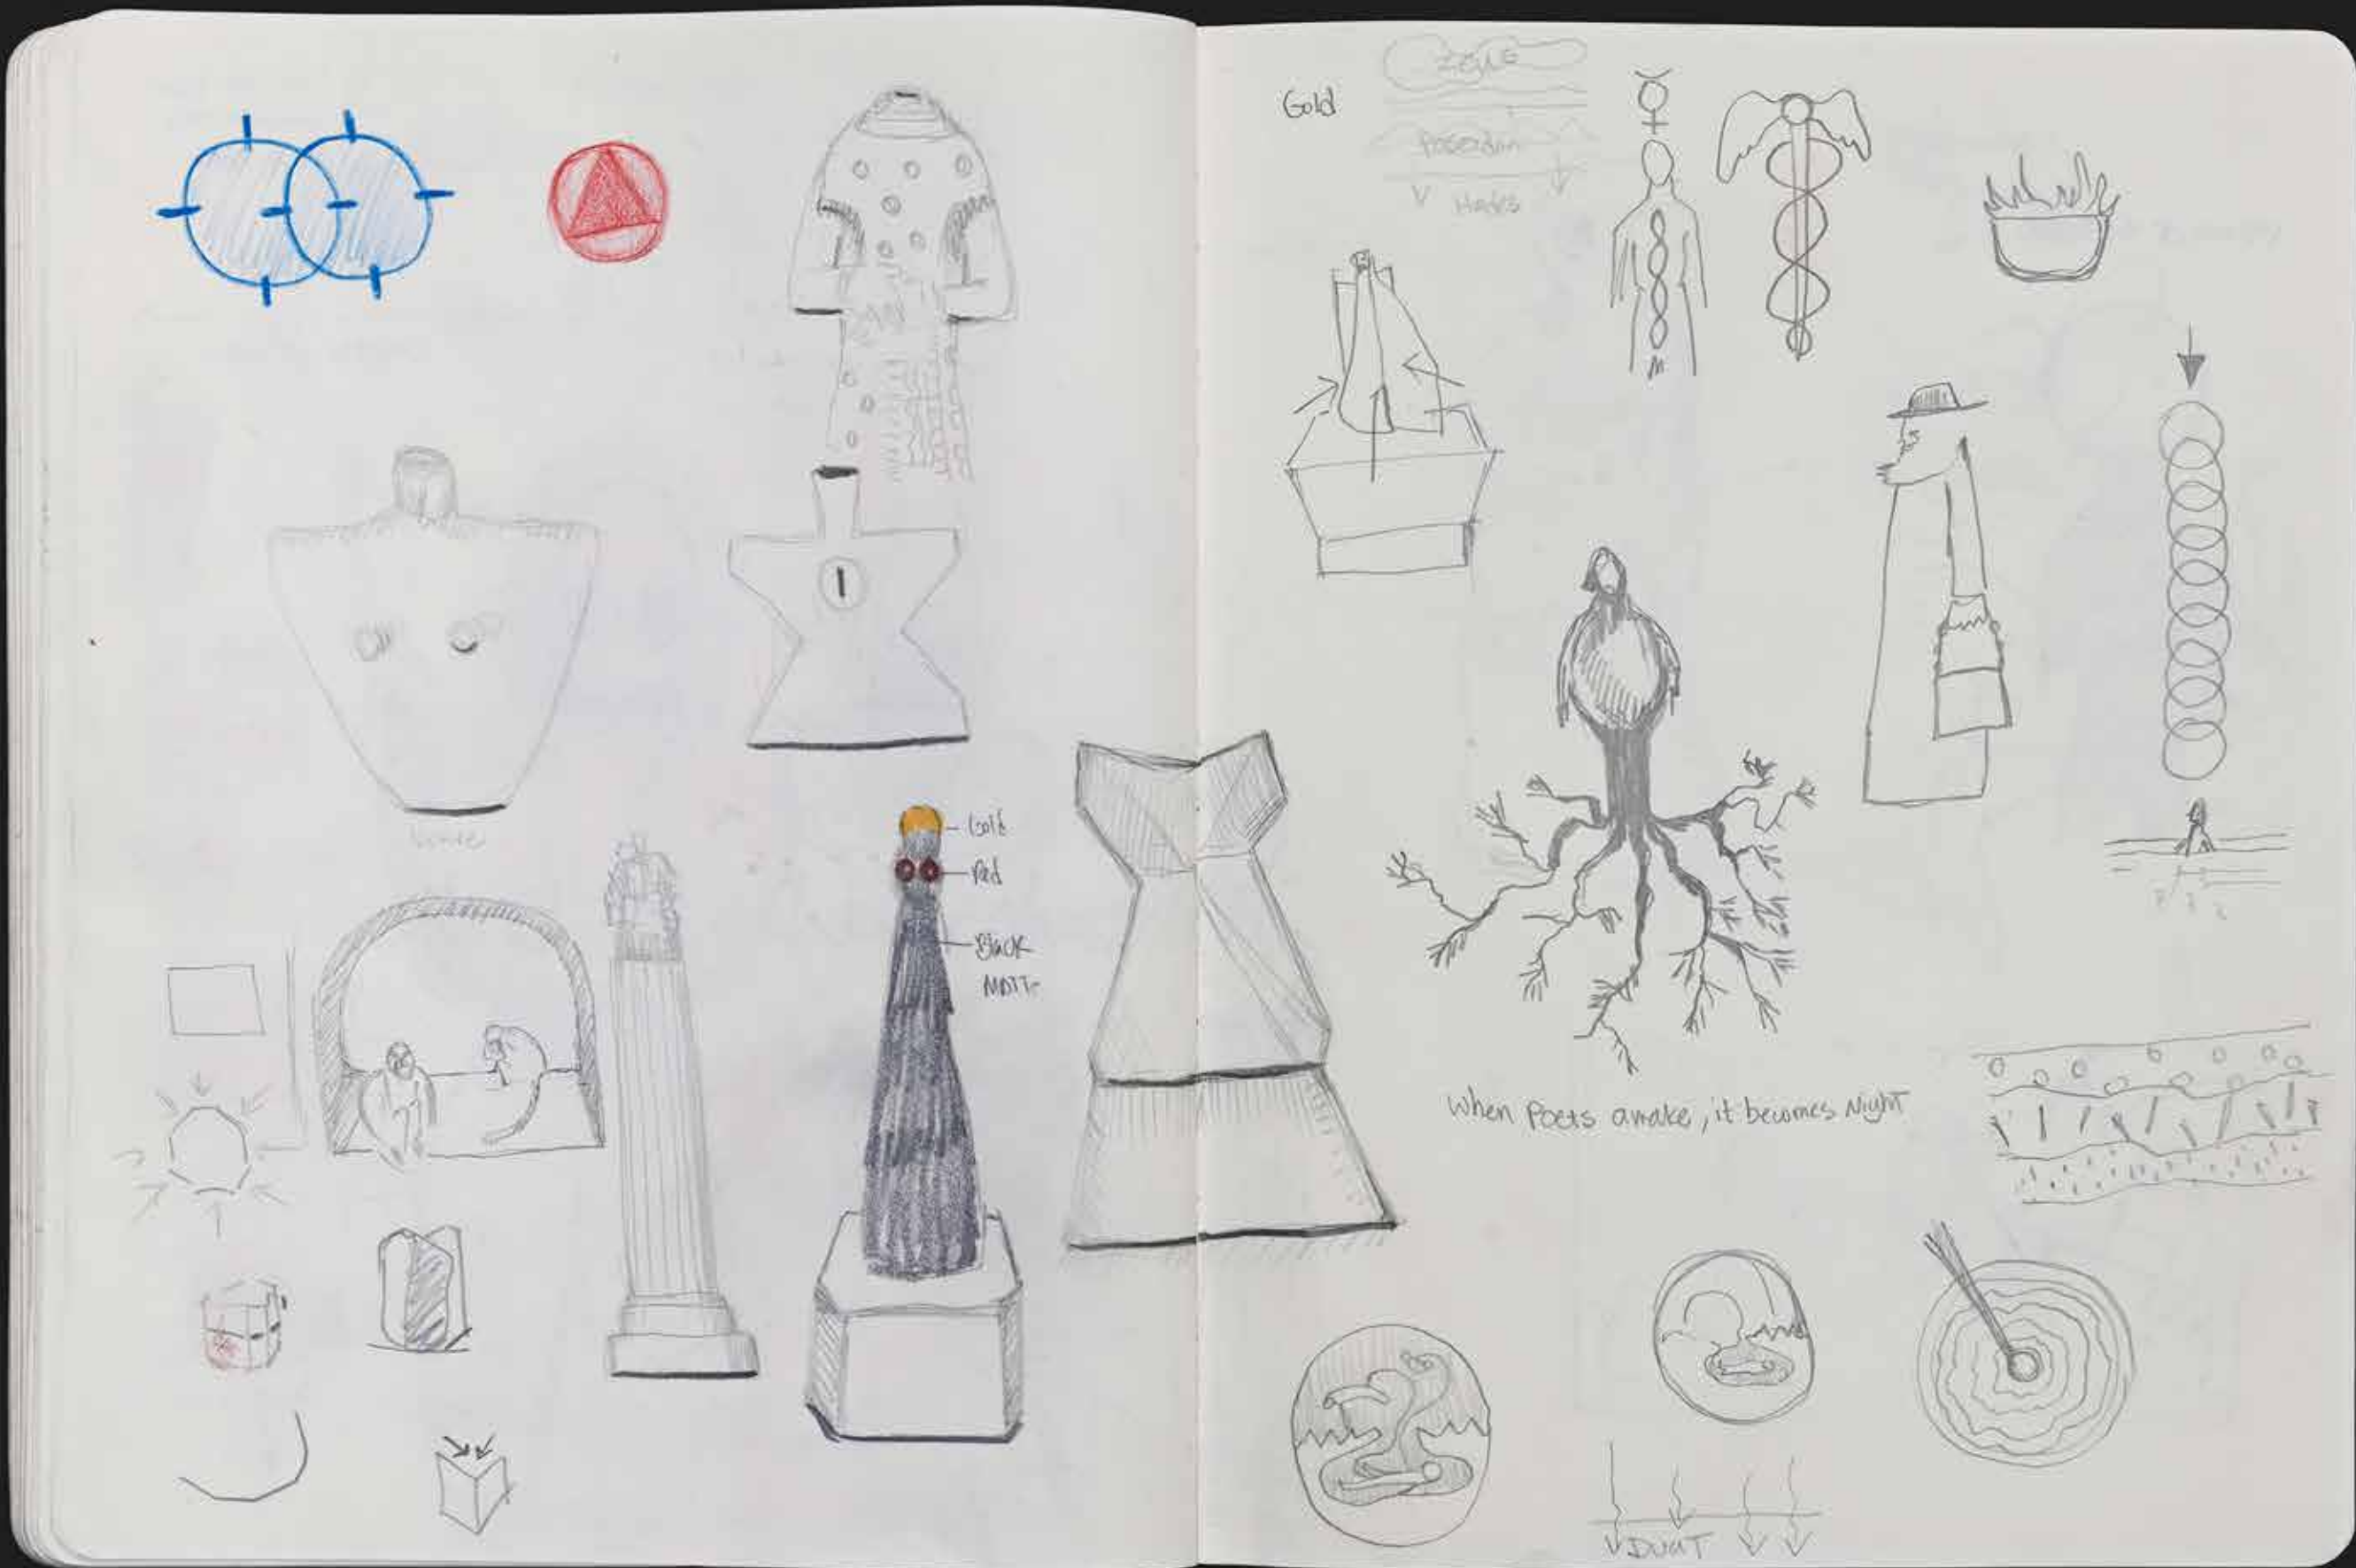 Gold
Red
Black
MATT
Gold
ZEUS
Poseidon
Hades
When Poets awake, it becomes Night
DUAT